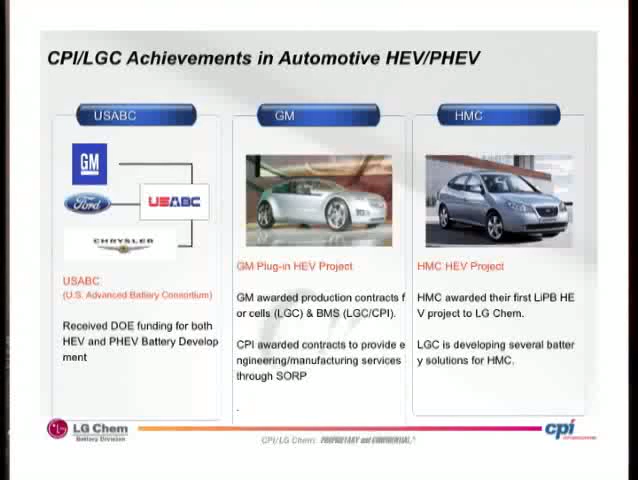 CPI/LGC Achievements in Automotive HEV/PHEV
USABC
GM
Ford
USABC
CHRYSLER
USABC
(U.S. Advanced Battery Consortium)
Received DOE funding for both
HEV and PHEV Battery Develop
ment
GM
GM Plug-in HEV Project
GM awarded production contracts f
or cells (LGC) & BMS (LGC/CPI).
CPI awarded contracts to provide e
ngineering/manufacturing services
through SORP
.
HMC
HMC HEV Project
HMC awarded their first LiPB HE
V project to LG Chem.
LGC is developing several batter
y solutions for HMC.
LG Chem
Battery Division
CPI/LG Chem: PROPRIETARY and CONFIDENTIAL
cpi